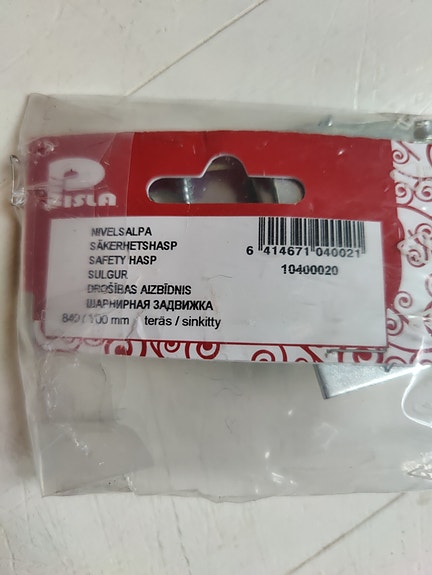 PISLA
NIVELSALPA
SÄKERHETSHASP
SAFETY HASP
SULGUR
DROŠĪBAS AIZBĪDNIS
ШАРНИРНАЯ ЗАДВИЖКА
840 / 100 mm teräs / sinkitty
6 414671 040021
10400020